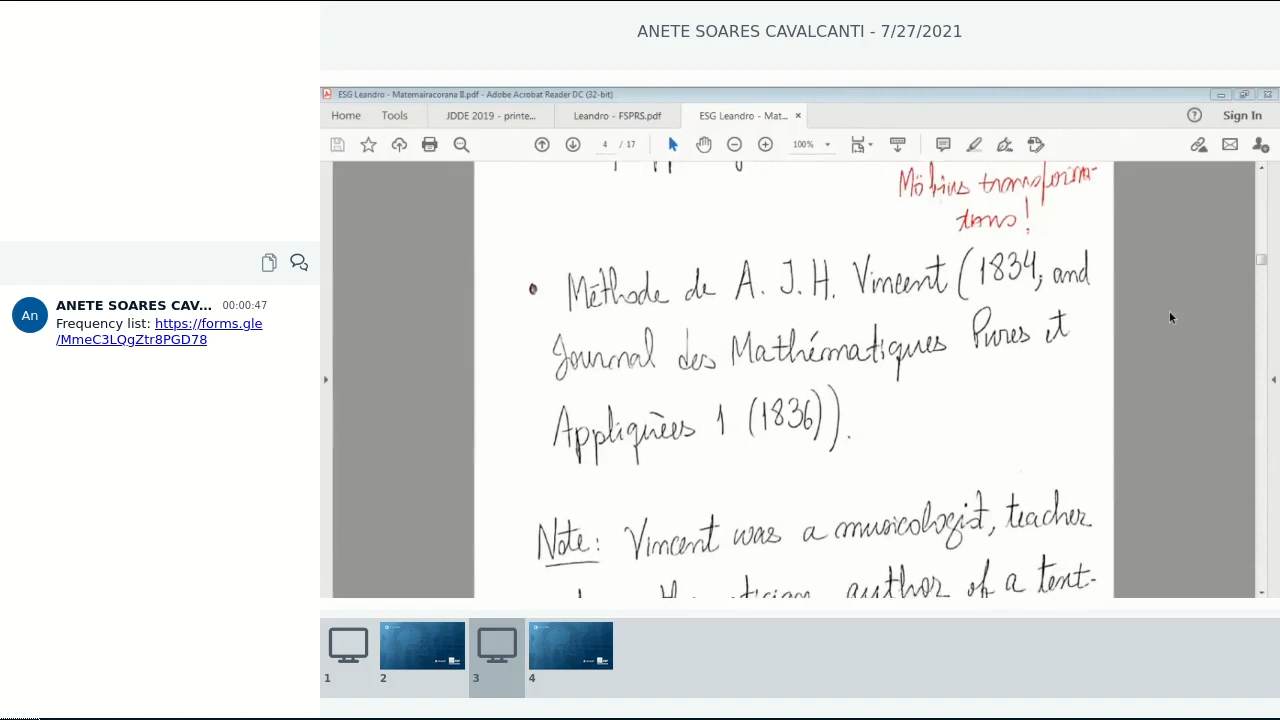 ANETE SOARES CAVALCANTI - 7/27/2021
ANETE SOARES CAV... 00:00:47
Frequency list: https://forms.gle
/MmeC3LQgZtr8PGD78
ESG Leandro - Matemairacorana II.pdf - Adobe Acrobat Reader DC (32-bit)
Home Tools JDDE 2019 - printe... Leandro - FSPRS.pdf ESG Leandro - Mat... × Sign In
4 / 17 100%
Möbius transforma-
tions!
• Méthode de A. J. H. Vincent (1834, and
Journal des Mathématiques Pures et
Appliquées 1 (1836)).
Note: Vincent was a musicologist, teacher
author of a tent-
1
2
3
4
An